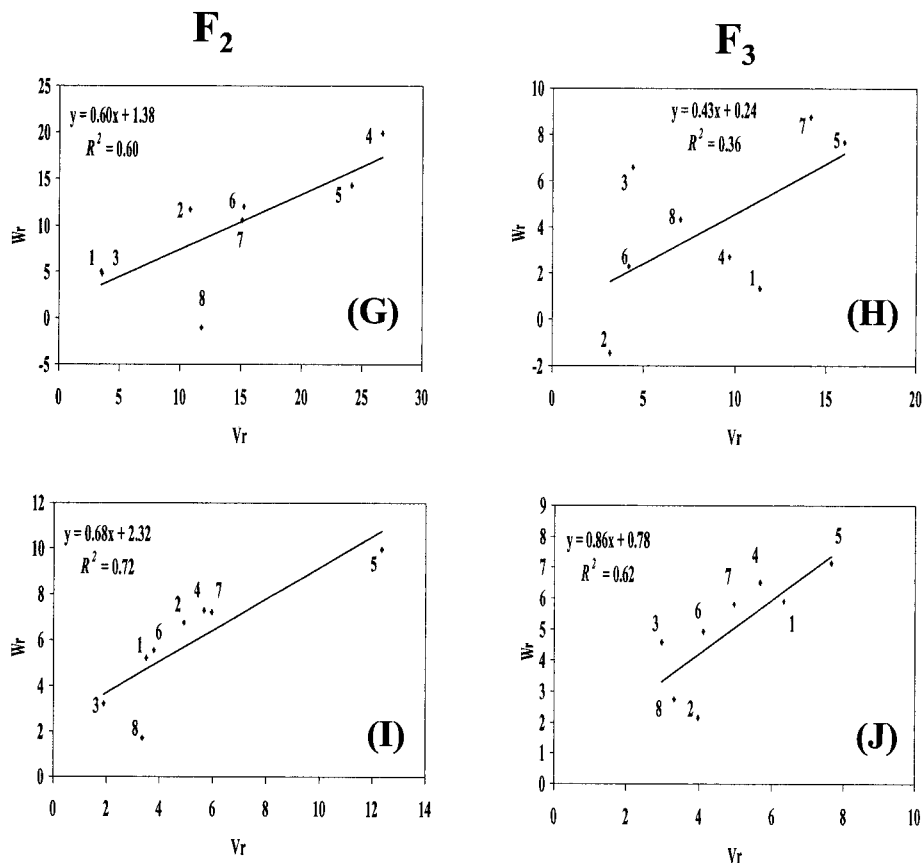 F2
F3
25
20
15
10
5
0
-5
0 5 10 15 20 25 30
Wr
Vr
y = 0.60x + 1.38
R² = 0.60
4
5
2
6
7
1 3
8
(G)
10
8
6
4
2
0
-2
0 5 10 15 20
Wr
Vr
y = 0.43x + 0.24
R² = 0.36
7
5
3
8
6
4
1
2
(H)
12
10
8
6
4
2
0
0 2 4 6 8 10 12 14
Wr
Vr
y = 0.68x + 2.32
R² = 0.72
5
2 4 7
1 6
3
8
(I)
9
8
7
6
5
4
3
2
1
0
0 2 4 6 8 10
Wr
Vr
y = 0.86x + 0.78
R² = 0.62
5
4
7
6
3
1
8 2
(J)